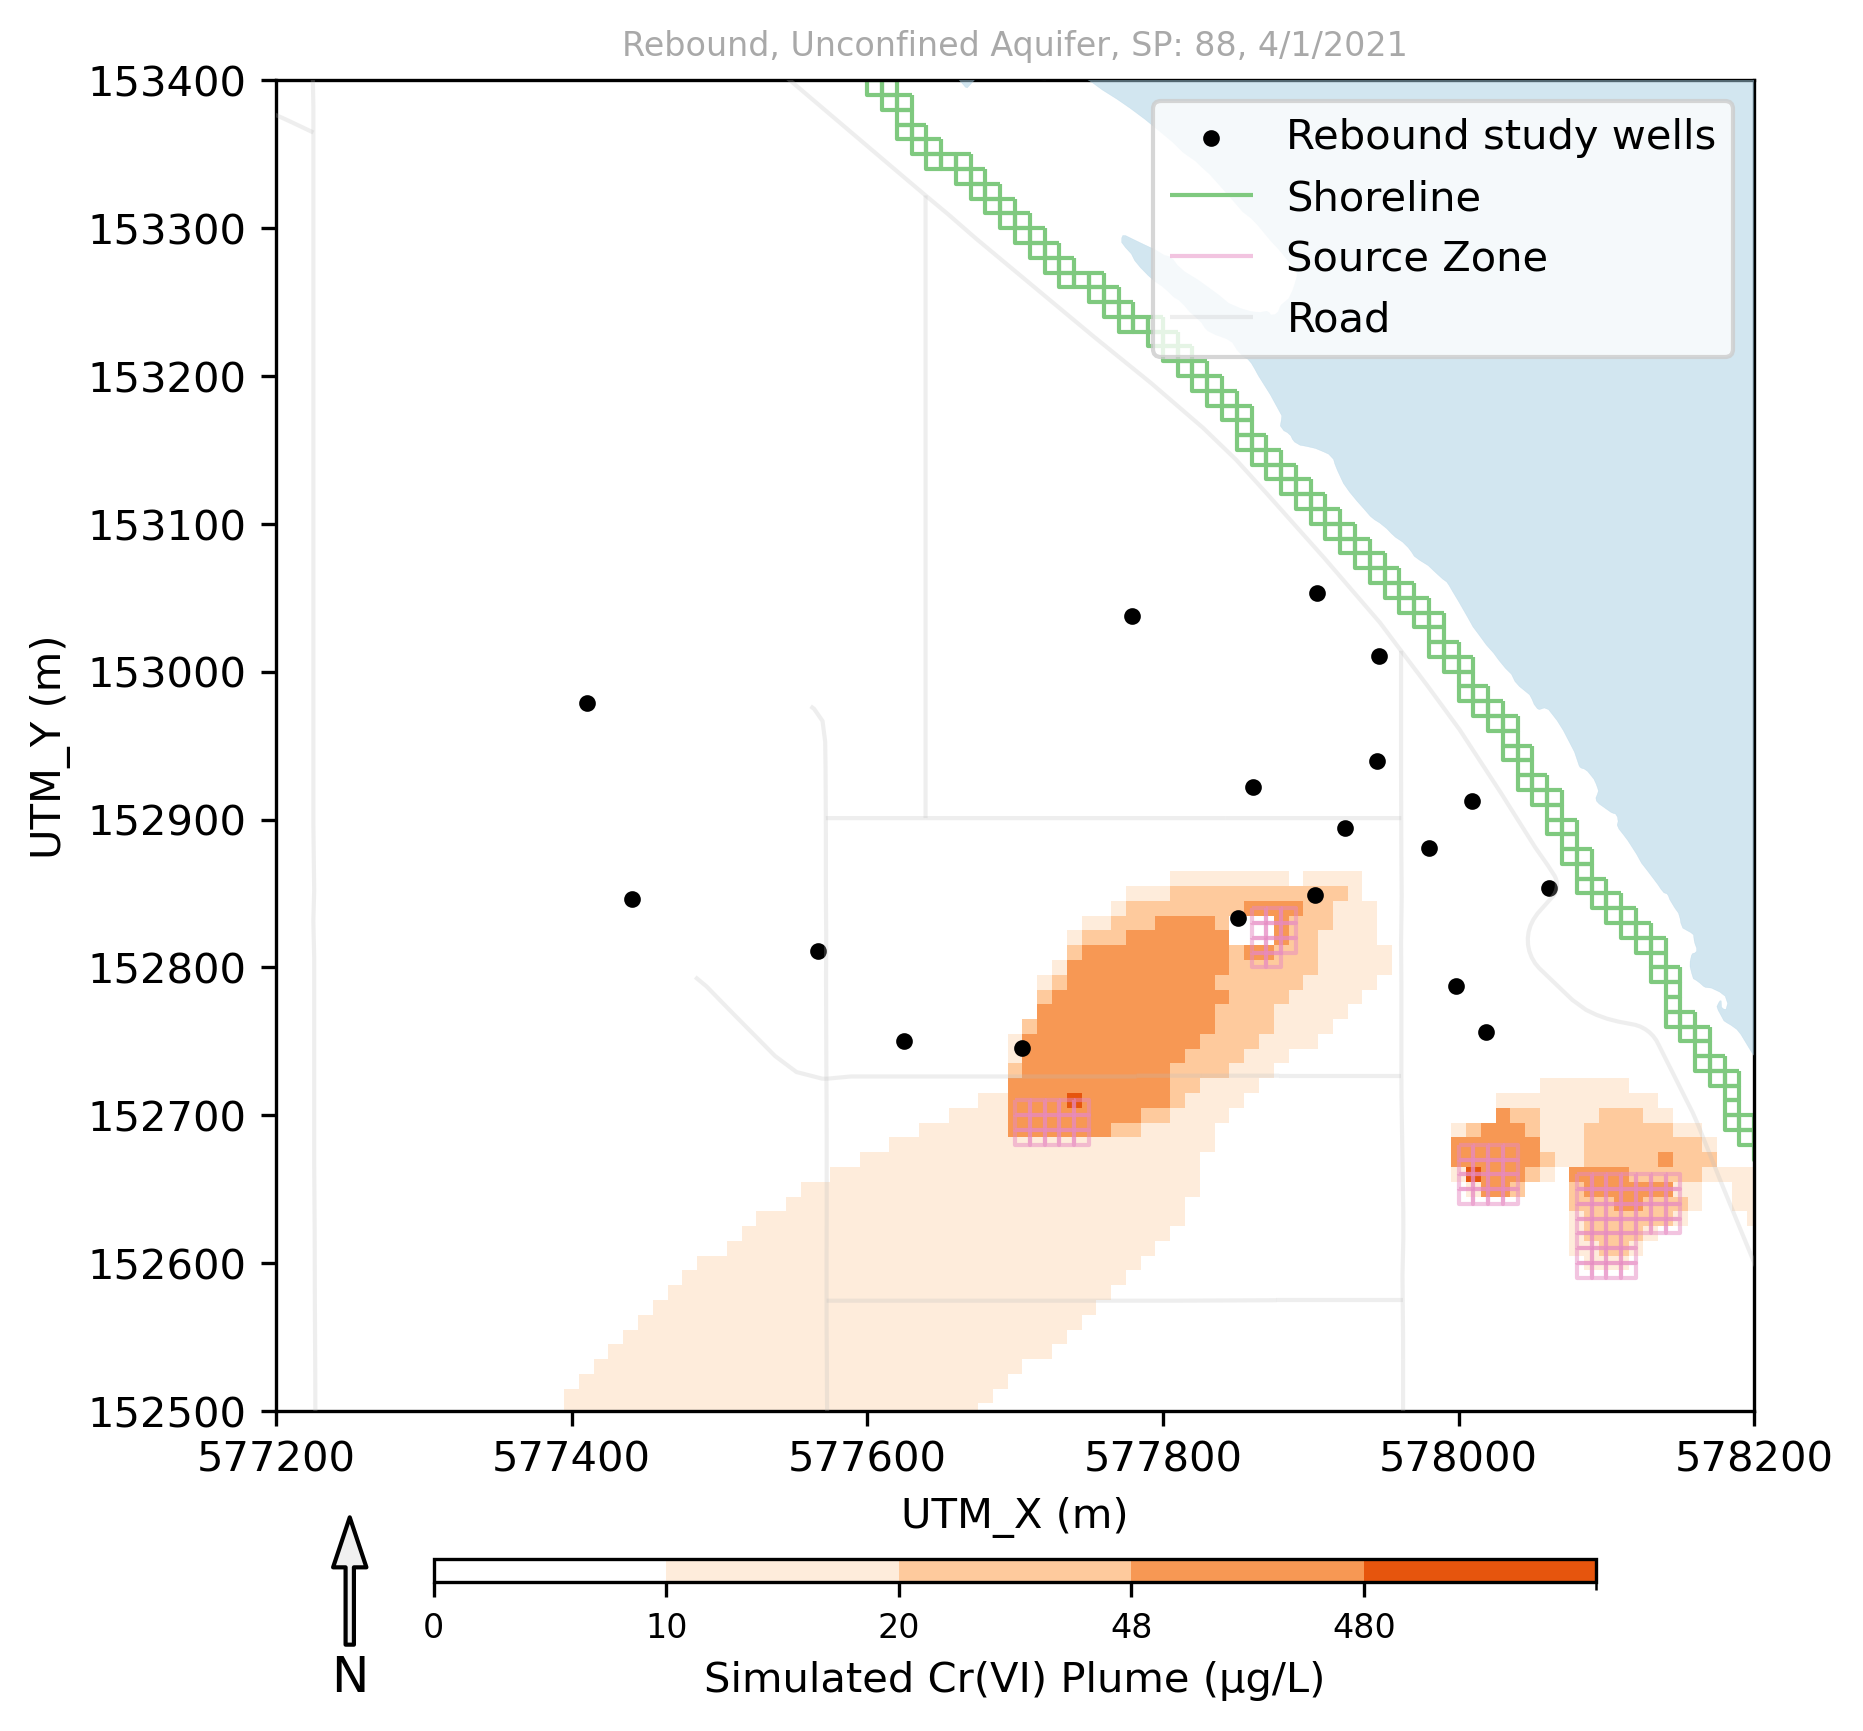 Rebound, Unconfined Aquifer, SP: 88, 4/1/2021
Rebound study wells
Shoreline
Source Zone
Road
153400
153300
153200
153100
153000
152900
152800
152700
152600
152500
UTM_Y (m)
577200 577400 577600 577800 578000 578200
UTM_X (m)
N
0 10 20 48 480
Simulated Cr(VI) Plume (μg/L)